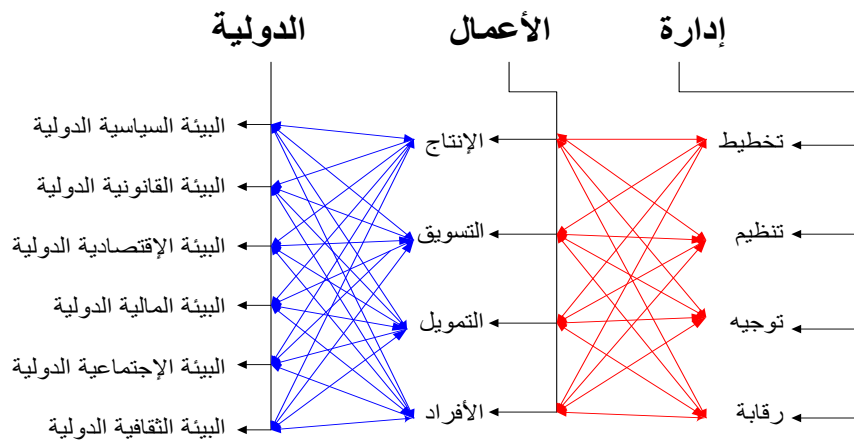 إدارة
الأعمال
الدولية
تخطيط
تنظيم
توجيه
رقابة
الإنتاج
التسويق
التمويل
الأفراد
البيئة السياسية الدولية
البيئة القانونية الدولية
البيئة الإقتصادية الدولية
البيئة المالية الدولية
البيئة الإجتماعية الدولية
البيئة الثقافية الدولية